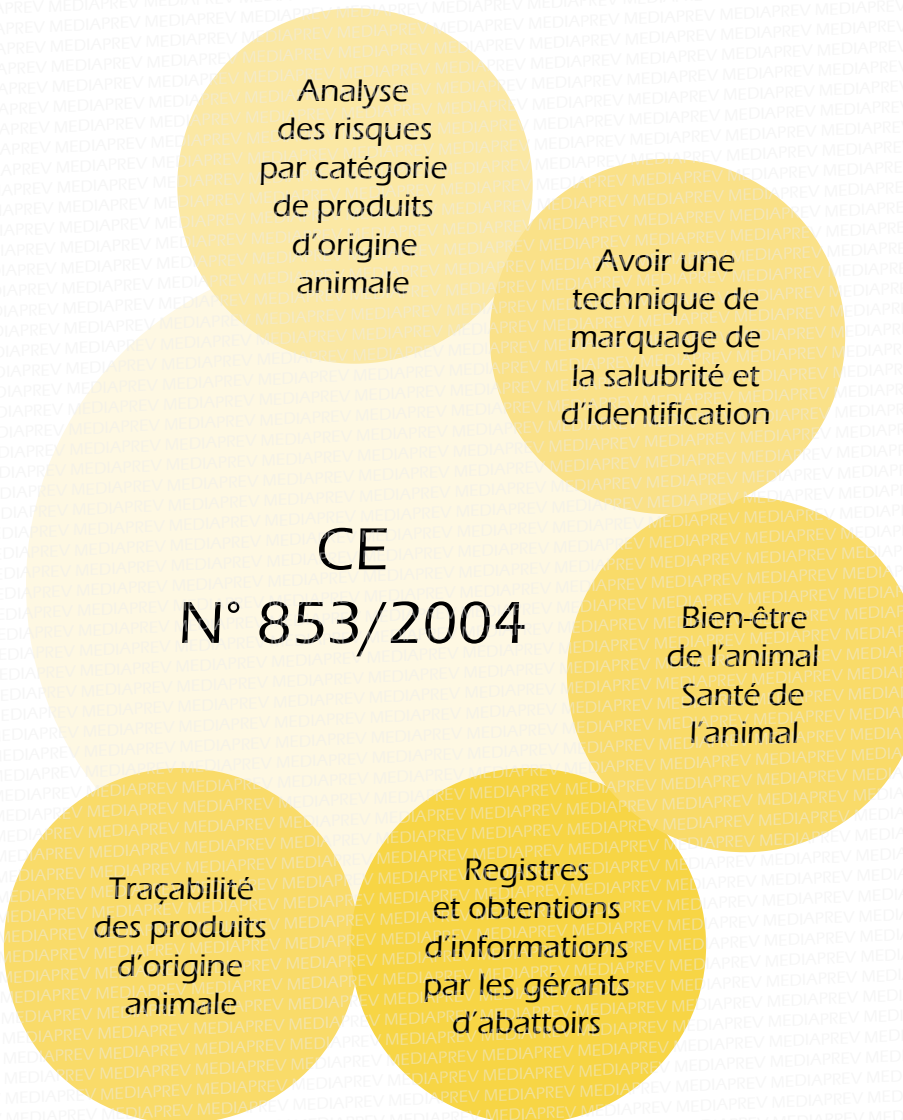 Analyse
des risques
par catégorie
de produits
d'origine
animale
Avoir une
technique de
marquage de
la salubrité et
d'identification
CE
N° 853/2004
Bien-être
de l'animal
Santé de
l'animal
Registres
et obtentions
d'informations
par les gérants
d'abattoirs
Traçabilité
des produits
d'origine
animale
MEDIAPREV